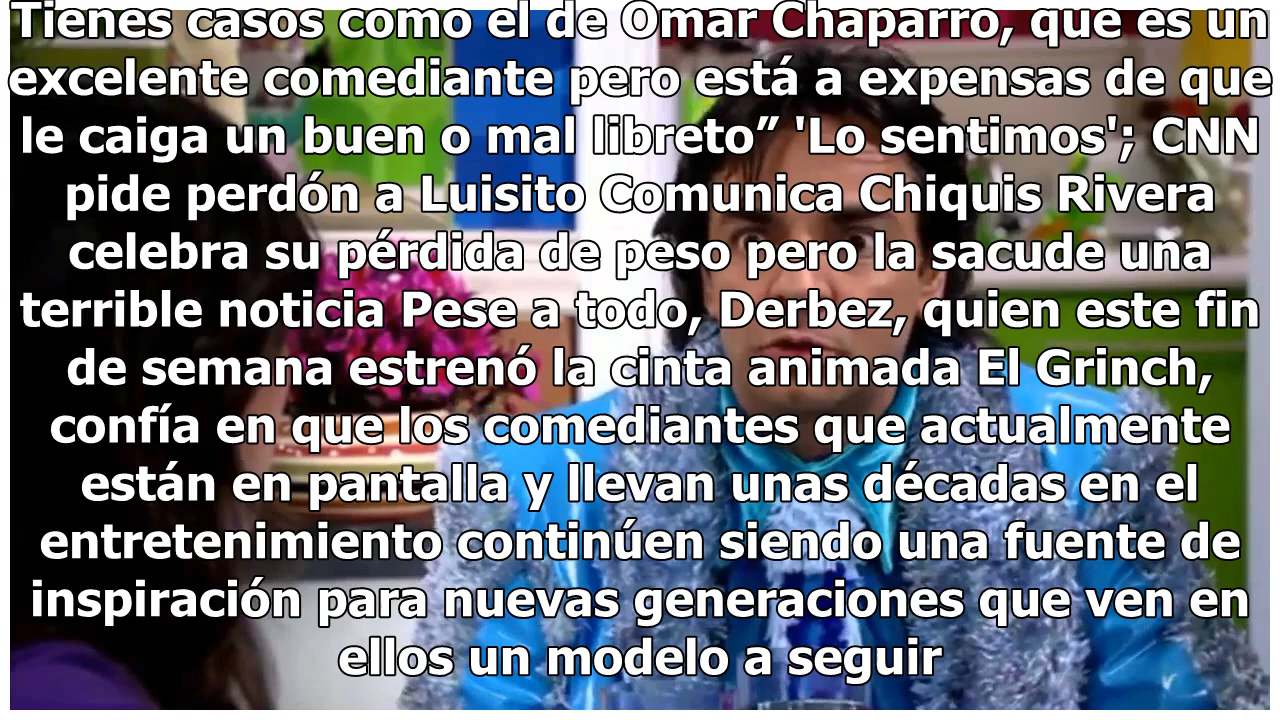 Tienes casos como el de Omar Chaparro, que es un
excelente comediante pero está a expensas de que
le caiga un buen o mal libreto” 'Lo sentimos'; CNN
pide perdón a Luisito Comunica Chiquis Rivera
celebra su pérdida de peso pero la sacude una
terrible noticia Pese a todo, Derbez, quien este fin
de semana estrenó la cinta animada El Grinch,
confía en que los comediantes que actualmente
están en pantalla y llevan unas décadas en el
entretenimiento continúen siendo una fuente de
inspiración para nuevas generaciones que ven en
ellos un modelo a seguir